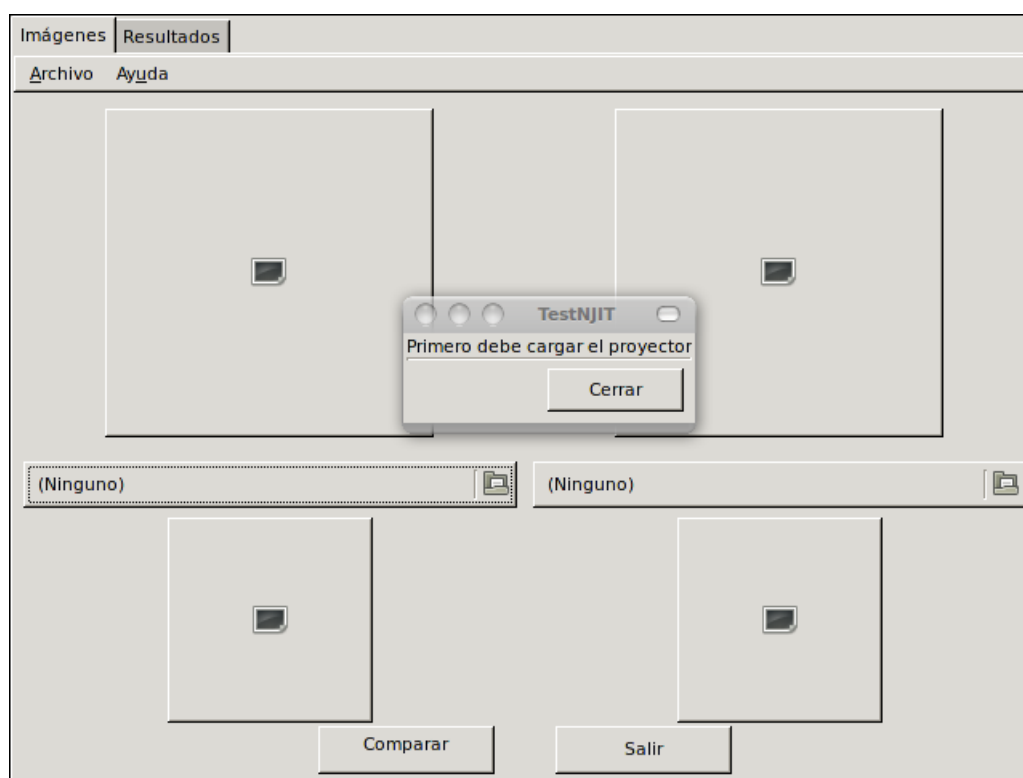 Imágenes Resultados
Archivo Ayuda
TestNJIT
Primero debe cargar el proyector
Cerrar
(Ninguno) (Ninguno)
Comparar Salir